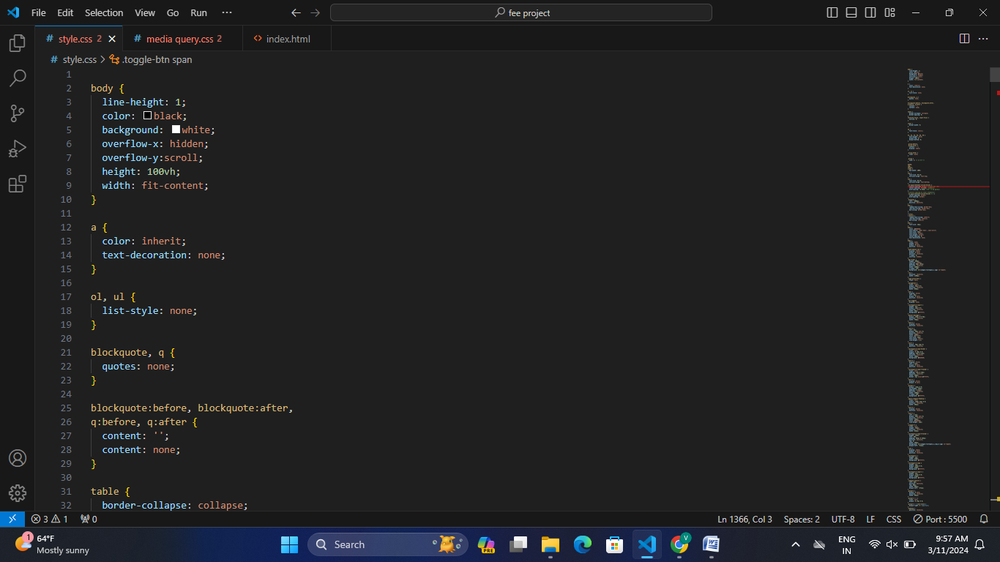 File Edit Selection View Go Run ··· fee project
# style.css 2 # media query.css 2 <> index.html
# style.css > .toggle-btn span
1
2 body {
3 line-height: 1;
4 color: black;
5 background: white;
6 overflow-x: hidden;
7 overflow-y:scroll;
8 height: 100vh;
9 width: fit-content;
10 }
11
12 a {
13 color: inherit;
14 text-decoration: none;
15 }
16
17 ol, ul {
18 list-style: none;
19 }
20
21 blockquote, q {
22 quotes: none;
23 }
24
25 blockquote:before, blockquote:after,
26 q:before, q:after {
27 content: '';
28 content: none;
29 }
30
31 table {
32 border-collapse: collapse;
3 1 0 Ln 1366, Col 3 Spaces: 2 UTF-8 LF CSS Port : 5500
1 64°F
Mostly sunny
Search
PRE
V
W
ENG
IN
9:57 AM
3/11/2024